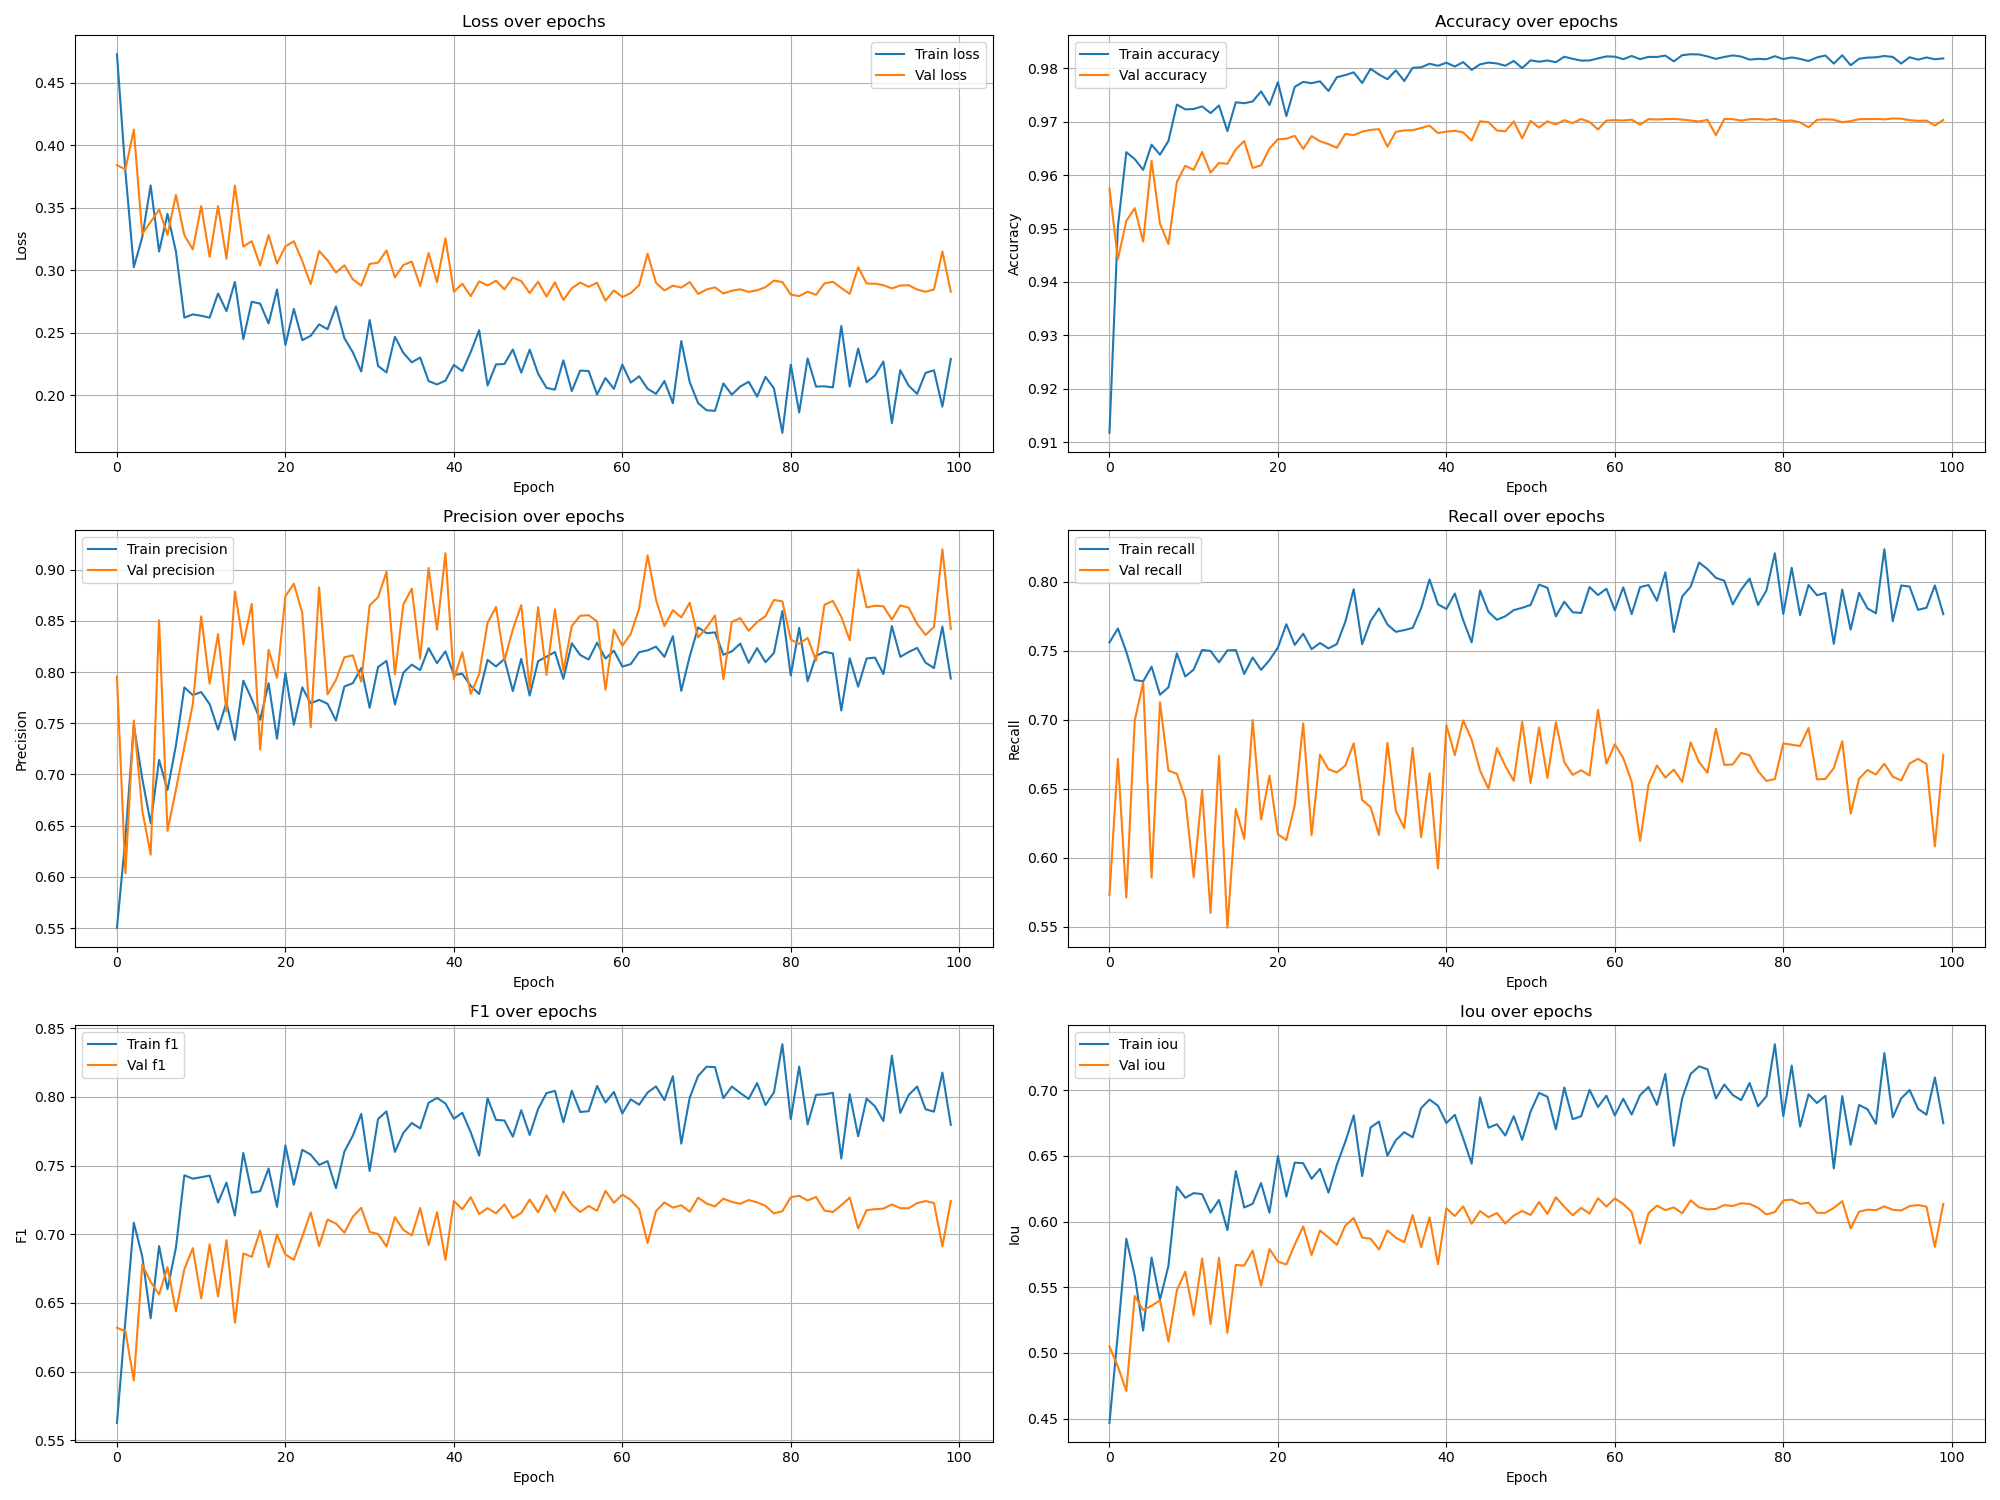 Loss over epochs
Train loss
Val loss
0.45
0.40
0.35
0.30
0.25
0.20
Loss
0 20 40 60 80 100
Epoch
Accuracy over epochs
Train accuracy
Val accuracy
0.98
0.97
0.96
0.95
0.94
0.93
0.92
0.91
Accuracy
0 20 40 60 80 100
Epoch
Precision over epochs
Train precision
Val precision
0.90
0.85
0.80
0.75
0.70
0.65
0.60
0.55
Precision
0 20 40 60 80 100
Epoch
Recall over epochs
Train recall
Val recall
0.80
0.75
0.70
0.65
0.60
0.55
Recall
0 20 40 60 80 100
Epoch
F1 over epochs
Train f1
Val f1
0.85
0.80
0.75
0.70
0.65
0.60
0.55
F1
0 20 40 60 80 100
Epoch
Iou over epochs
Train iou
Val iou
0.70
0.65
0.60
0.55
0.50
0.45
Iou
0 20 40 60 80 100
Epoch